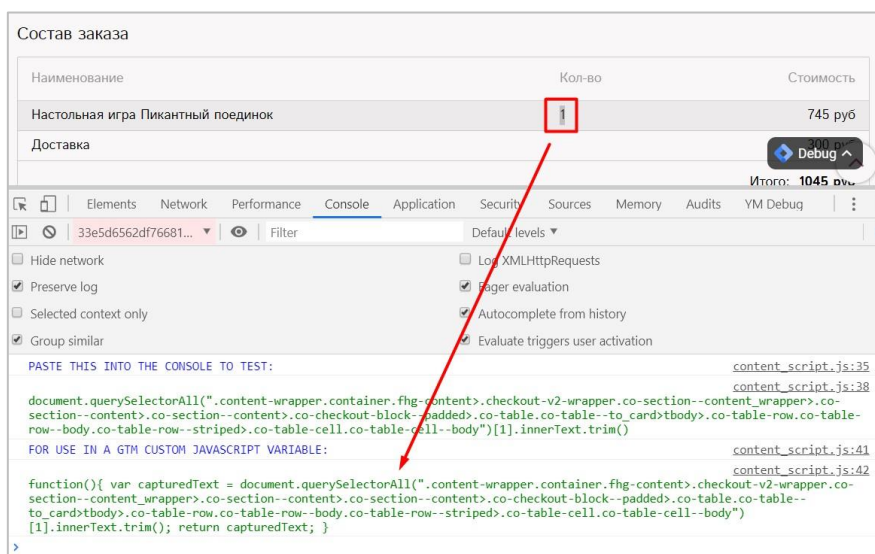 Состав заказа
Наименование Кол-во Стоимость
Настольная игра Пикантный поединок 1 745 руб
Доставка 300
Debug
Итого: 1045 руб
Elements Network Performance Console Application Security Sources Memory Audits YM Debug
33e5d6562df76681... Filter Default levels
Hide network Log XMLHttpRequests
Preserve log Eager evaluation
Selected context only Autocomplete from history
Group similar Evaluate triggers user activation
PASTE THIS INTO THE CONSOLE TO TEST: content_script.js:35
content_script.js:38
document.querySelectorAll(".content-wrapper.container.fhg-content>.checkout-v2-wrapper.co-section--content_wrapper>.co-
section--content>.co-section--content>.co-checkout-block--padded>.co-table.co-table--to_card>tbody>.co-table-row.co-table-
row--body.co-table-row--striped>.co-table-cell.co-table-cell--body")[1].innerText.trim()
FOR USE IN A GTM CUSTOM JAVASCRIPT VARIABLE: content_script.js:41
content_script.js:42
function(){ var capturedText = document.querySelectorAll(".content-wrapper.container.fhg-content>.checkout-v2-wrapper.co-
section--content_wrapper>.co-section--content>.co-section--content>.co-checkout-block--padded>.co-table.co-table--
to_card>tbody>.co-table-row.co-table-row--body.co-table-row--striped>.co-table-cell.co-table-cell--body")
[1].innerText.trim(); return capturedText; }
>